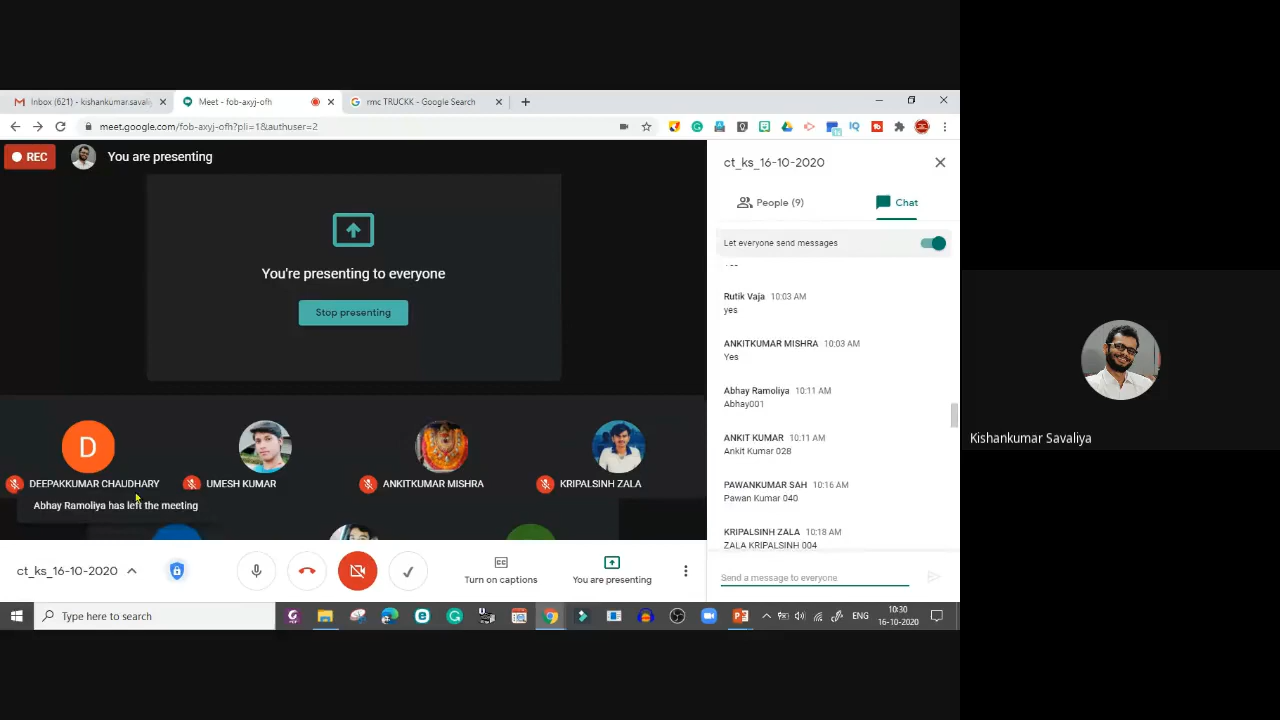 Inbox (621) - kishankumar.savali
Meet - fob-axyj-ofh
rmc TRUCKK - Google Search
meet.google.com/fob-axyj-ofh?pli=1&authuser=2
REC
You are presenting
You're presenting to everyone
Stop presenting
D
DEEPAKKUMAR CHAUDHARY
UMESH KUMAR
ANKITKUMAR MISHRA
KRIPALSINH ZALA
Abhay Ramoliya has left the meeting
ct_ks_16-10-2020
Turn on captions
You are presenting
ct_ks_16-10-2020
People (9)
Chat
Let everyone send messages
Rutik Vaja 10:03 AM
yes
ANKITKUMAR MISHRA 10:03 AM
Yes
Abhay Ramoliya 10:11 AM
Abhay001
ANKIT KUMAR 10:11 AM
Ankit Kumar 028
PAWANKUMAR SAH 10:16 AM
Pawan Kumar 040
KRIPALSINH ZALA 10:18 AM
ZALA KRIPALSINH 004
Send a message to everyone
Type here to search
ENG
10:30
16-10-2020
Kishankumar Savaliya